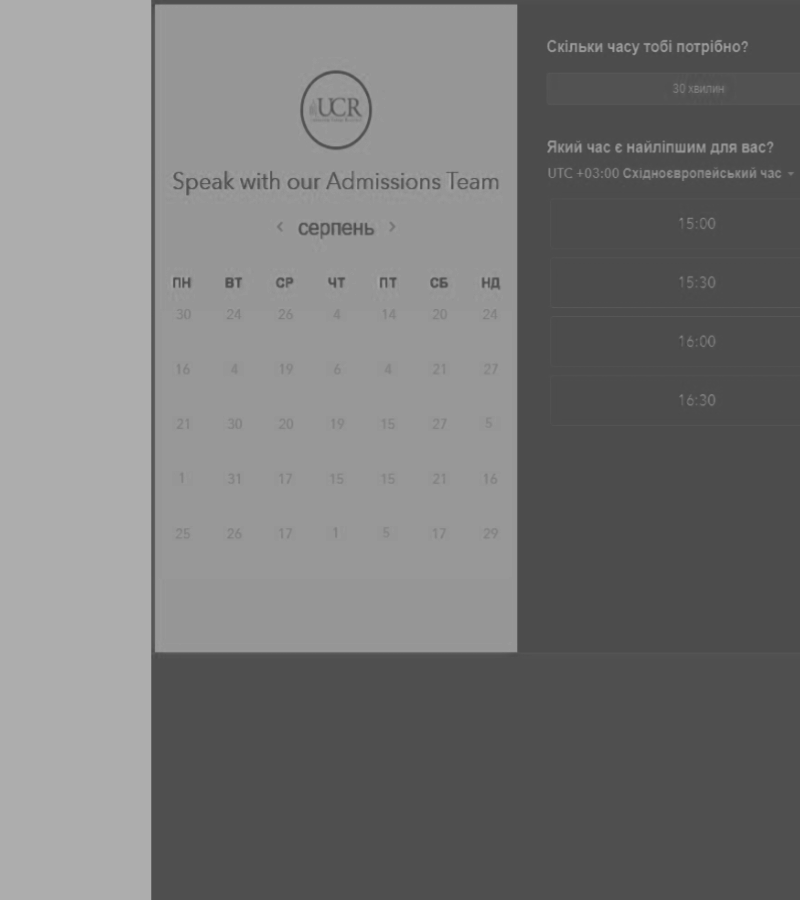 UCR
Speak with our Admissions Team
< серпень >
ПН ВТ СР ЧТ ПТ СБ НД
30 24 26 4 14 20 24
16 4 19 6 4 21 27
21 30 20 19 15 27 5
1 31 17 15 15 21 16
25 26 17 1 5 17 29
Скільки часу тобі потрібно?
30 хвилин
Який час є найліпшим для вас?
UTC +03:00 Східноєвропейський час
15:00
15:30
16:00
16:30